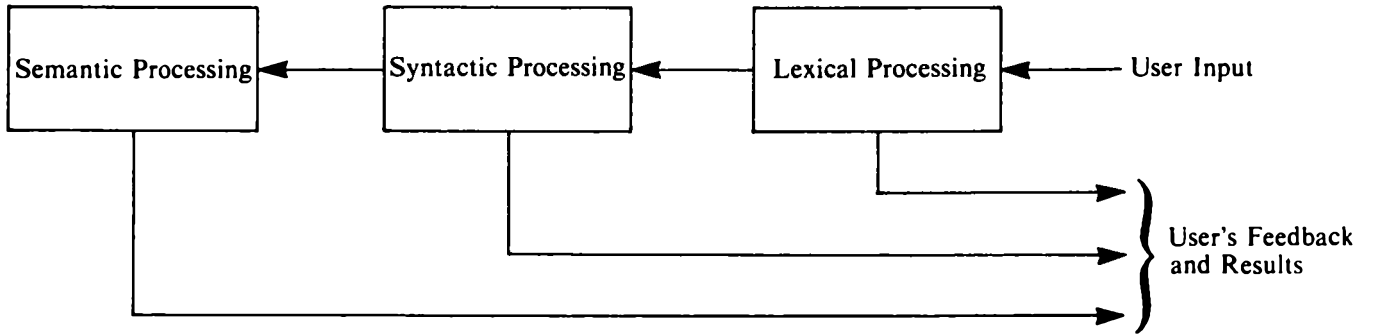 Semantic Processing
Syntactic Processing
Lexical Processing
User Input
User's Feedback
and Results